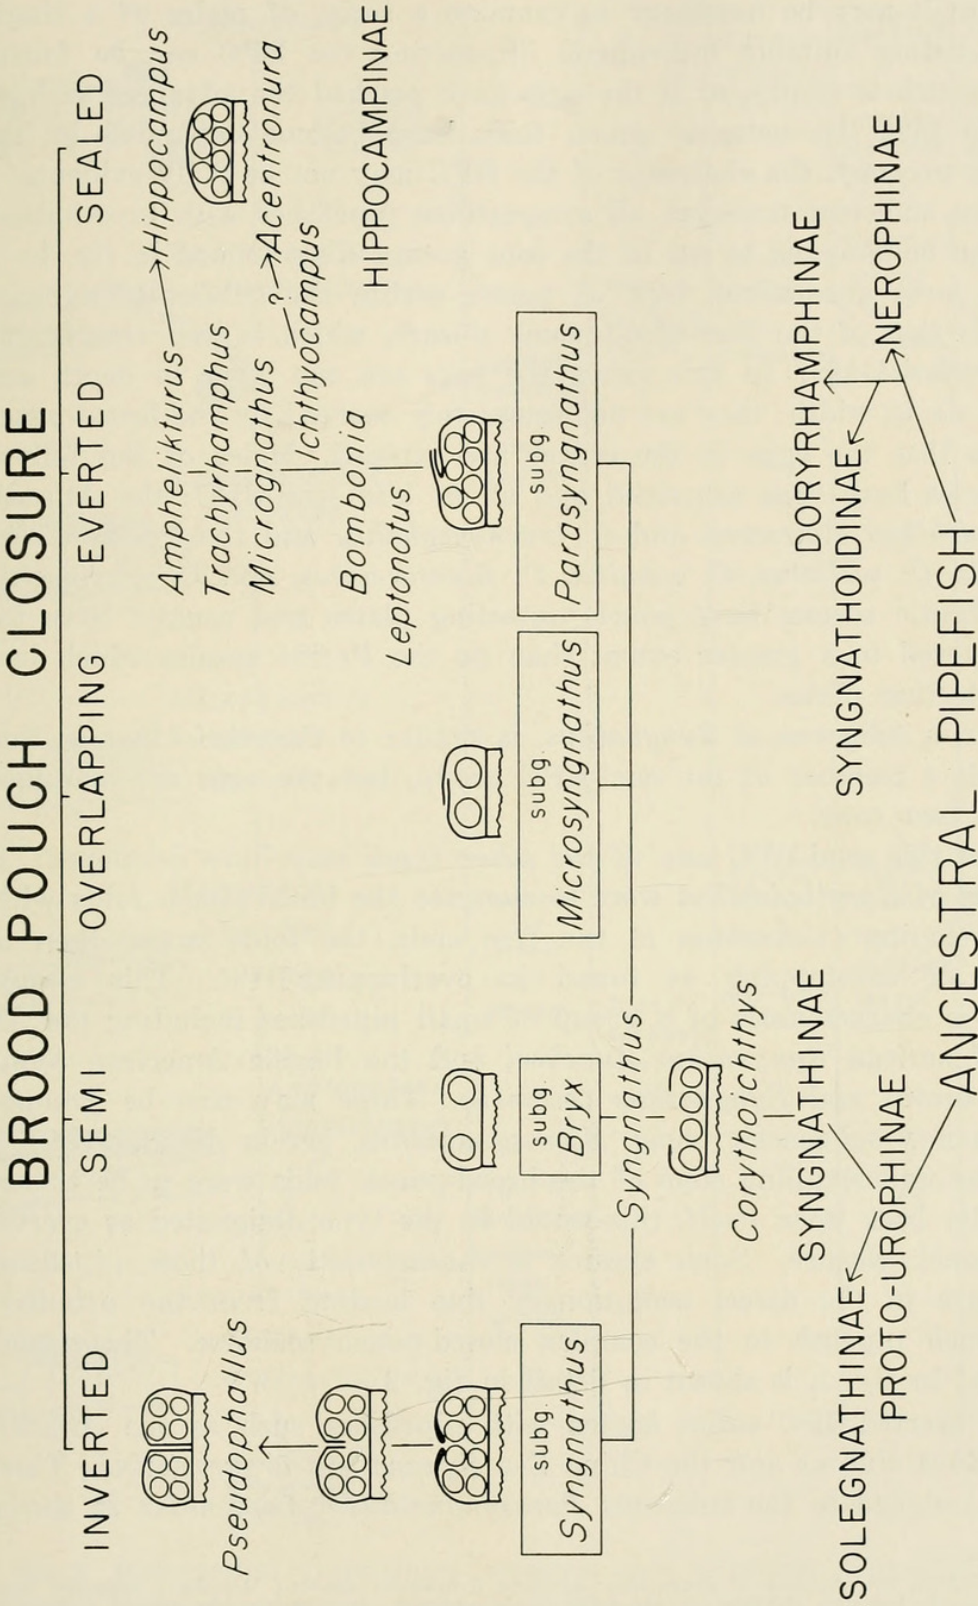 BROOD POUCH CLOSURE
INVERTED SEMI OVERLAPPING EVERTED SEALED
Amphelikturus Hippocampus
Trachyrhamphus
Micrognathus ? Acentronura
Ichthyocampus
Bombonia HIPPOCAMPINAE
Leptonotus
Pseudophallus
subg. subg. subg. subg.
Syngnathus Bryx Microsyngnathus Parasyngnathus
Syngnathus
Corythoichthys
SYNGNATHINAE DORYRHAMPHINAE
SOLEGNATHINAE SYNGNATHOIDINAE
PROTO-UROPHINAE NEROPHINAE
ANCESTRAL PIPEFISH